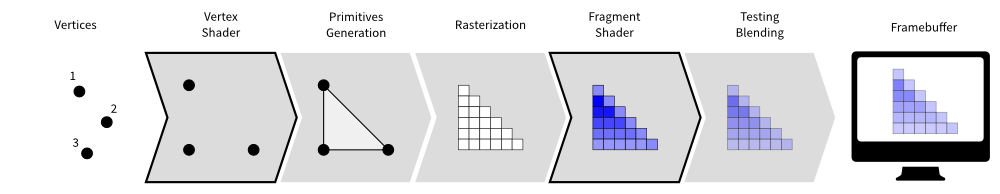 Vertices
Vertex
Shader
Primitives
Generation
Rasterization
Fragment
Shader
Testing
Blending
Framebuffer
1
2
3